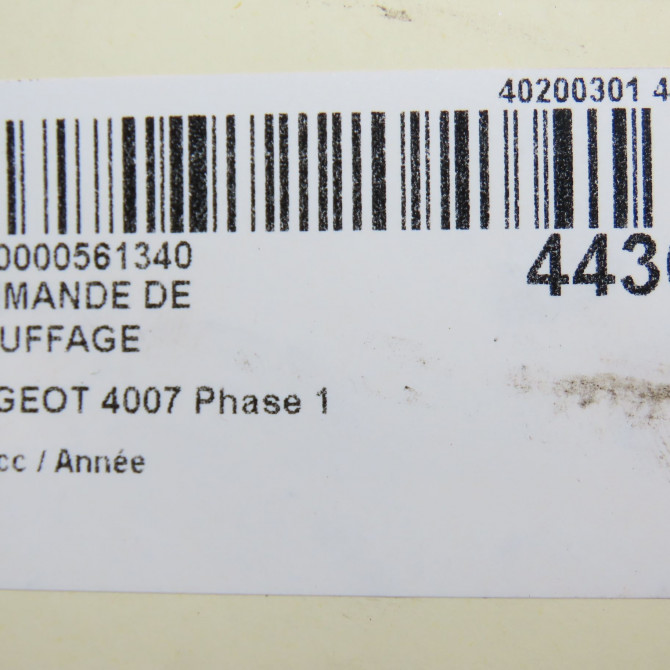 40200301 4
0000561340
443
MANDE DE
UFFAGE
GEOT 4007 Phase 1
cc / Année